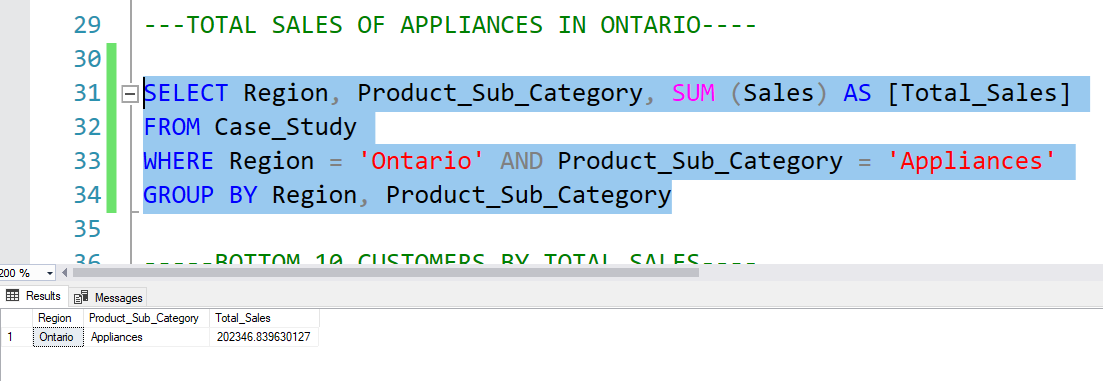 29 ---TOTAL SALES OF APPLIANCES IN ONTARIO----
30
31 SELECT Region, Product_Sub_Category, SUM (Sales) AS [Total_Sales]
32 FROM Case_Study
33 WHERE Region = 'Ontario' AND Product_Sub_Category = 'Appliances'
34 GROUP BY Region, Product_Sub_Category
35
36 -----BOTTOM 10 CUSTOMERS BY TOTAL SALES----
200 %
Results Messages
Region Product_Sub_Category Total_Sales
1 Ontario Appliances 202346.839630127